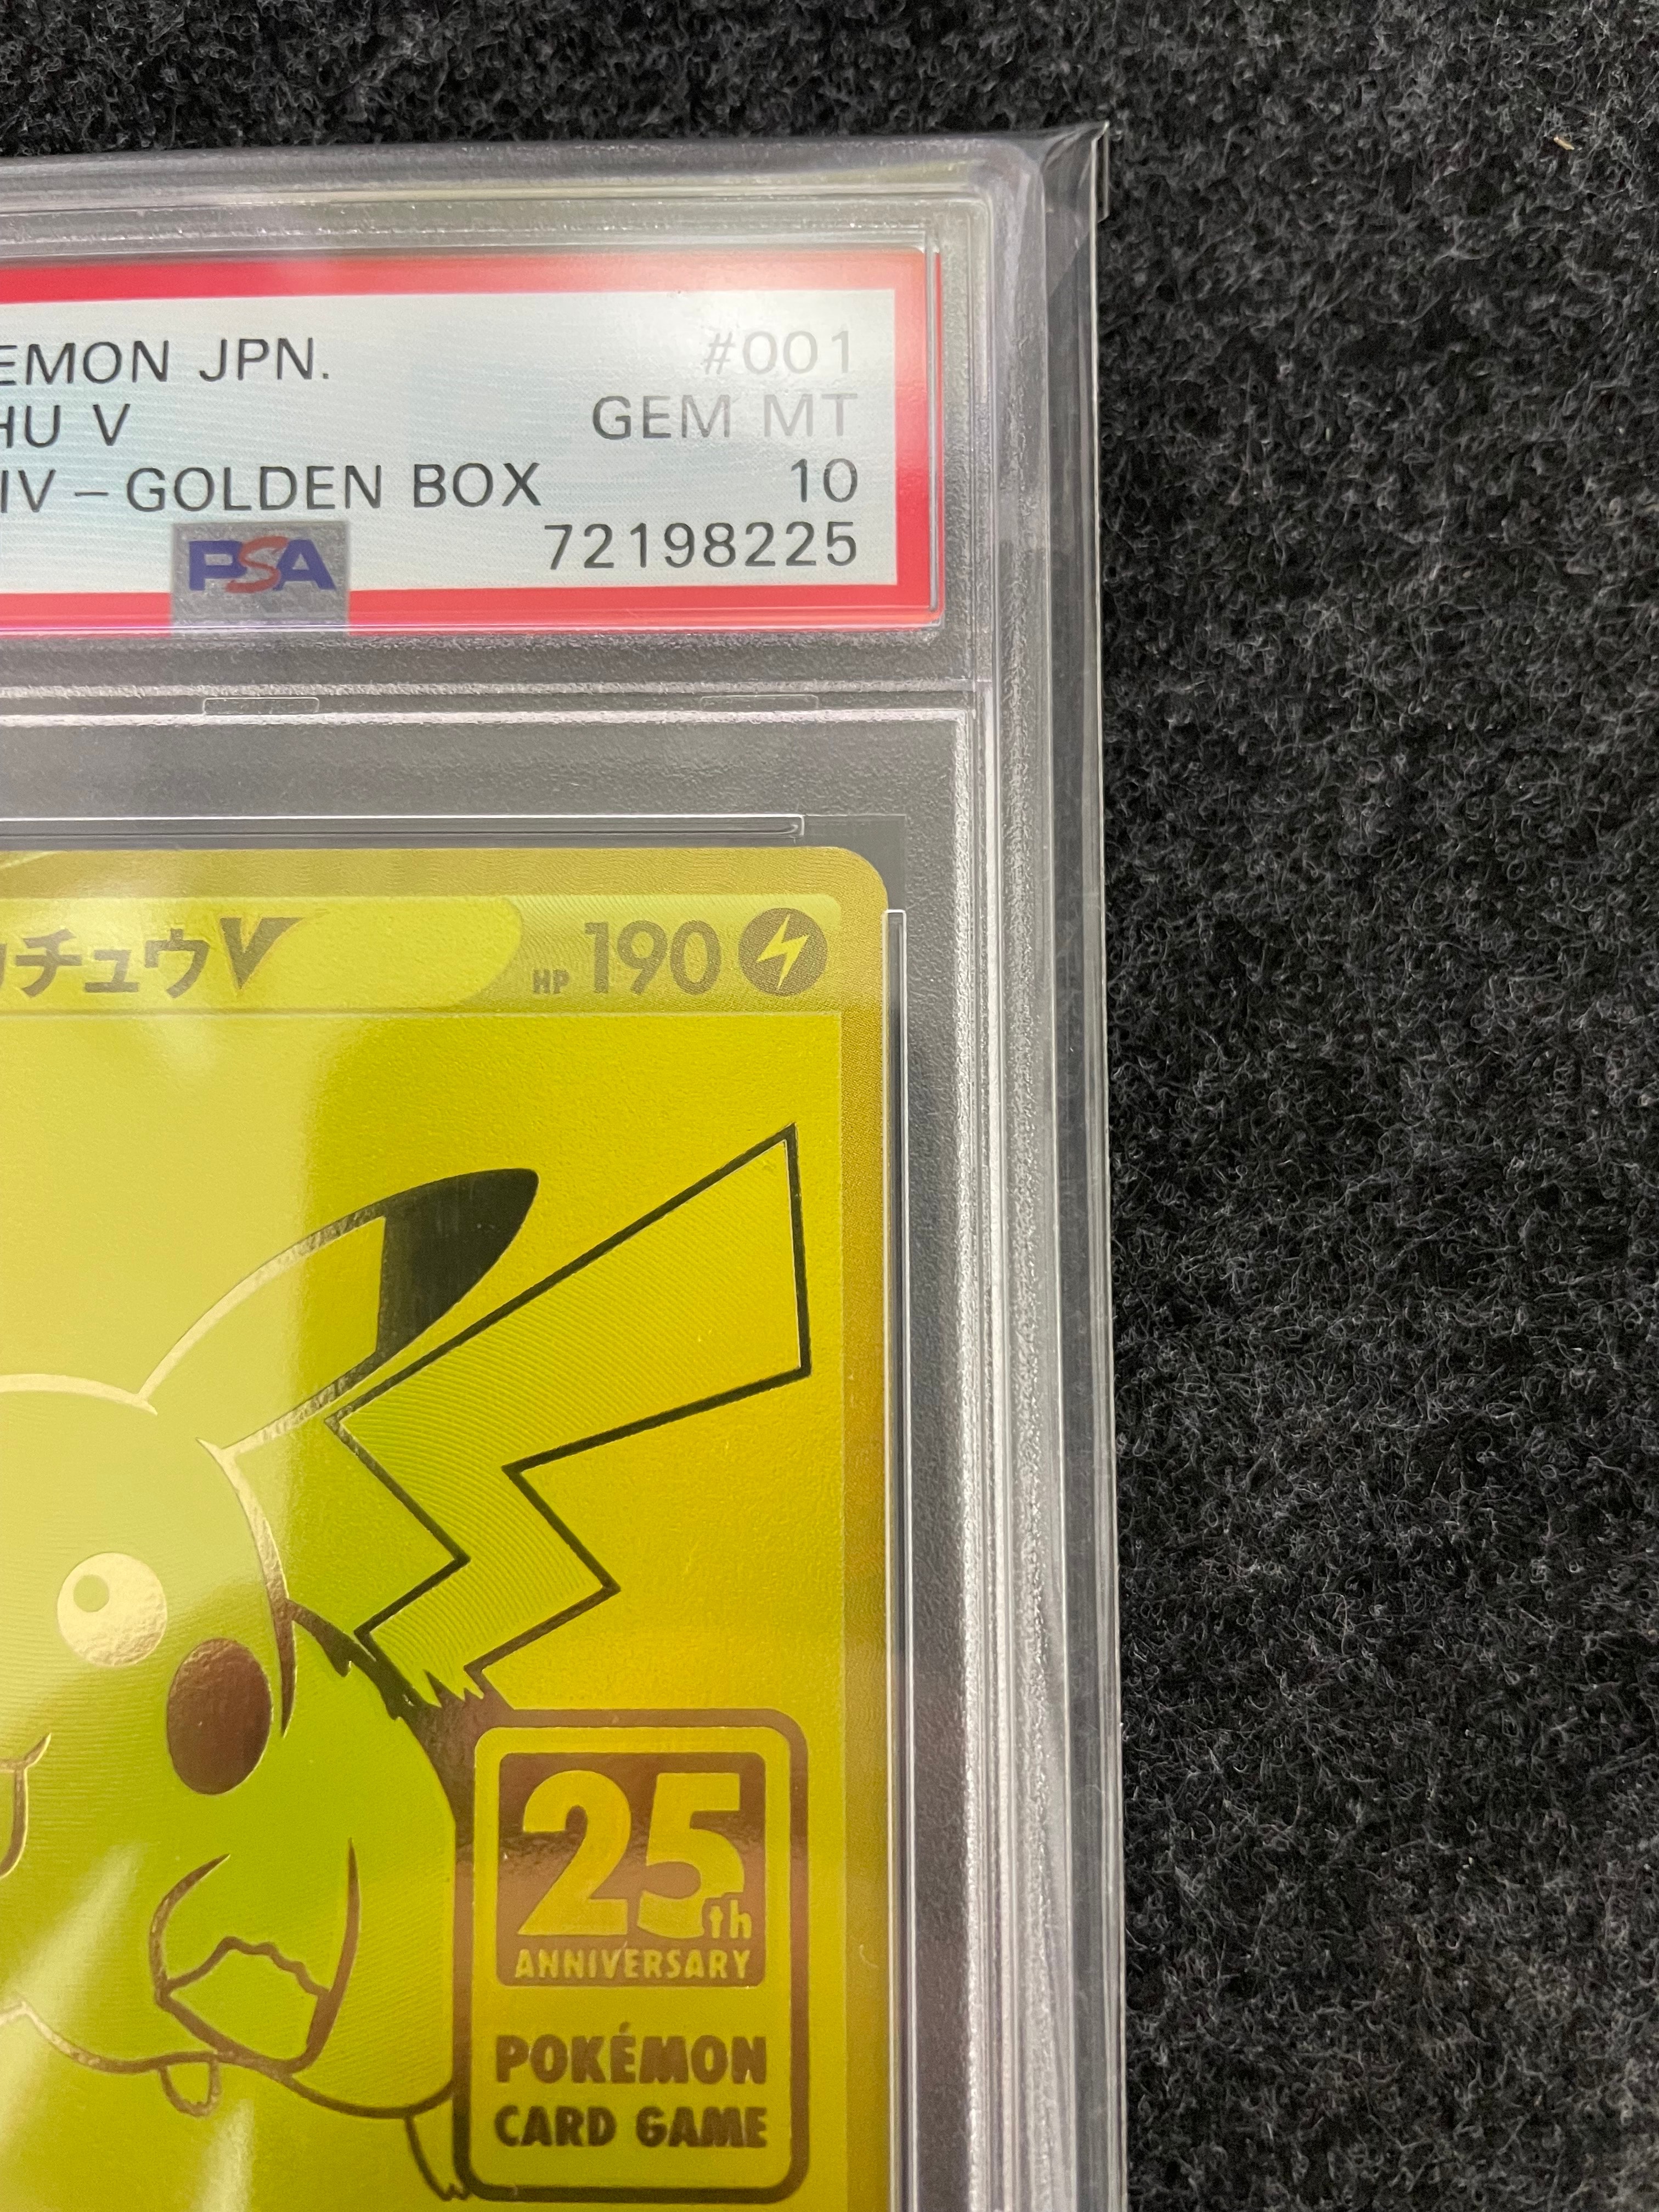 EMON JPN. #001
HU V GEM MT
IV – GOLDEN BOX 10
PSA 72198225
チュウV HP 190
25th
ANNIVERSARY
POKÉMON
CARD GAME